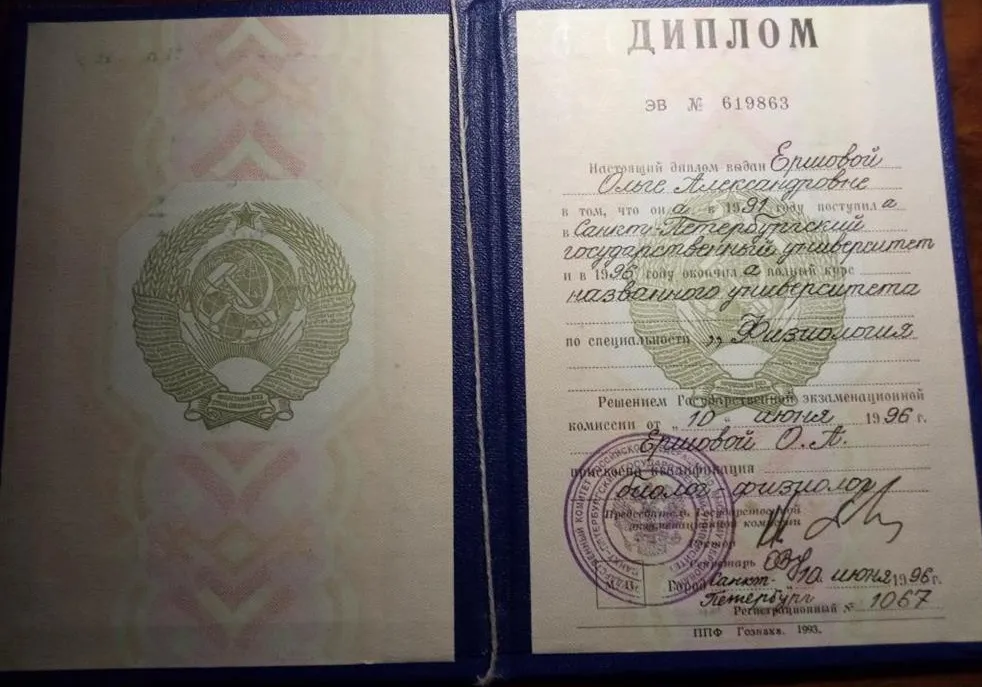 ДИПЛОМ
ЭВ № 619863
Настоящий диплом выдан Ершовой
Ольге Александровне
в том, что она в 1991 году поступила
в Санкт-Петербургский
государственный университет
и в 1996 году окончила полный курс
названного университета
по специальности „Физиология
Решением Государственной экзаменационной
комиссии от „10" июня 1996 г.
Ершовой О. А.
присвоена квалификация
биолог-физиолог
Председатель Государственной
экзаменационной комиссии
Ректор
Секретарь
Город Санкт- 10 июня 1996 г.
Петербург
Регистрационный № 1067
ППФ Гознака. 1993.